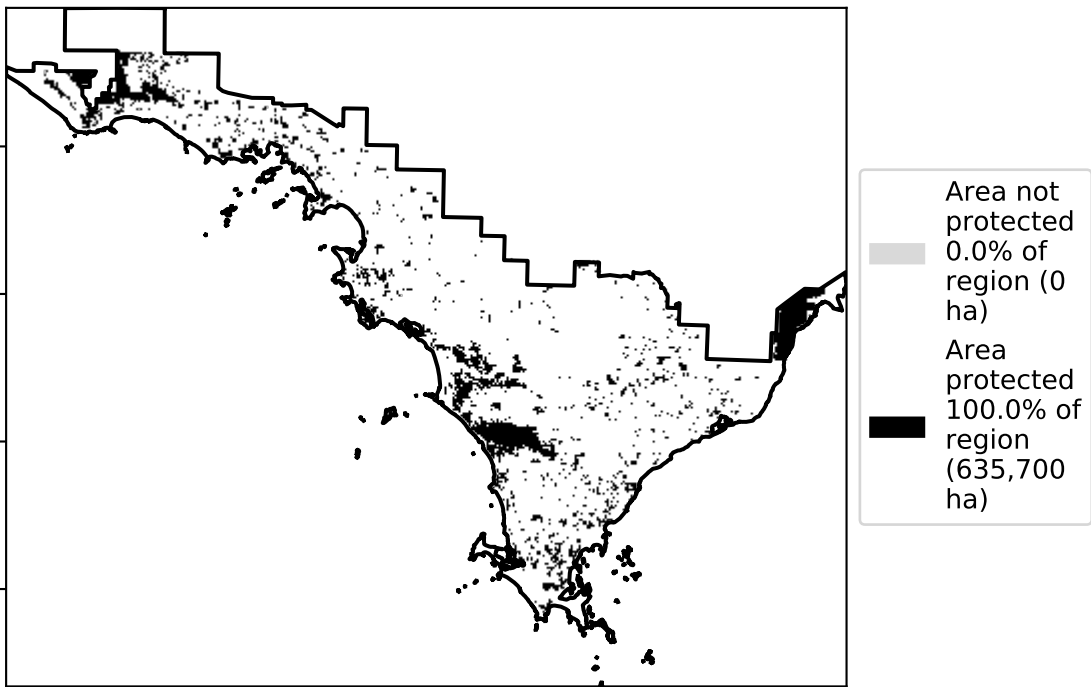 Area not
protected
0.0% of
region (0
ha)
Area
protected
100.0% of
region
(635,700
ha)